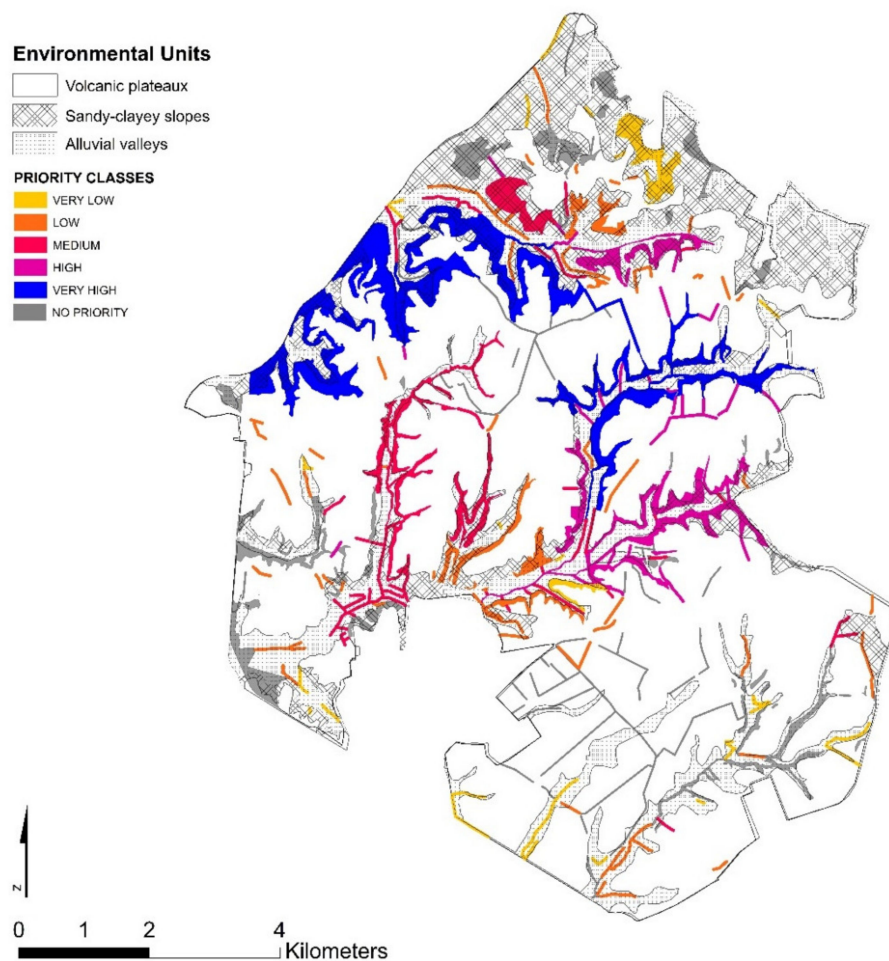 Environmental Units
Volcanic plateaux
Sandy-clayey slopes
Alluvial valleys
PRIORITY CLASSES
VERY LOW
LOW
MEDIUM
HIGH
VERY HIGH
NO PRIORITY
N
0 1 2 4
Kilometers